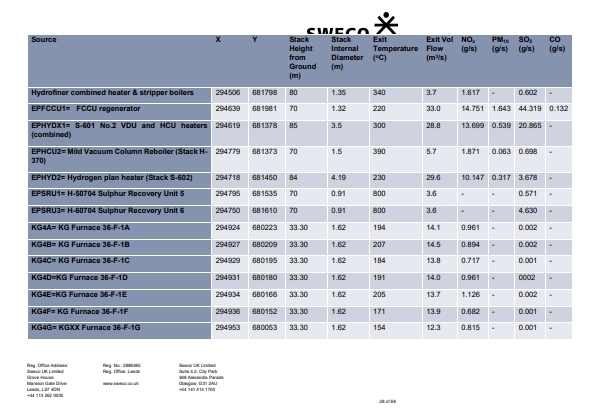 SWECO
Source X Y Stack Height from Ground (m) Stack Internal Diameter (m) Exit Temperature (ºC) Exit Vol Flow (m³/s) NOₓ (g/s) PM₁₀ (g/s) SO₂ (g/s) CO (g/s)
Hydrofiner combined heater & stripper boilers 294506 681798 80 1.35 340 3.7 1.617 - 0.602 -
EPFCCU1= FCCU regenerator 294639 681981 70 1.32 220 33.0 14.751 1.643 44.319 0.132
EPHYDX1= S-601 No.2 VDU and HCU heaters (combined) 294619 681378 85 3.5 300 28.8 13.699 0.539 20.865 -
EPHCU2= Mild Vacuum Column Reboiler (Stack H-370) 294779 681373 70 1.5 390 5.7 1.871 0.063 0.698 -
EPHYD2= Hydrogen plan heater (Stack S-602) 294718 681450 84 4.19 230 29.6 10.147 0.317 3.678 -
EPSRU1= H-50704 Sulphur Recovery Unit 5 294795 681535 70 0.91 800 3.6 - - 0.571 -
EPSRU3= H-60704 Sulphur Recovery Unit 6 294750 681610 70 0.91 800 3.6 - - 4.630 -
KG4A= KG Furnace 36-F-1A 294924 680223 33.30 1.62 194 14.1 0.961 - 0.002 -
KG4B= KG Furnace 36-F-1B 294927 680209 33.30 1.62 207 14.5 0.894 - 0.002 -
KG4C= KG Furnace 36-F-1C 294929 680195 33.30 1.62 184 13.8 0.717 - 0.001 -
KG4D=KG Furnace 36-F-1D 294931 680180 33.30 1.62 191 14.0 0.961 - 0002 -
KG4E=KG Furnace 36-F-1E 294934 680166 33.30 1.62 205 13.7 1.126 - 0.002 -
KG4F= KG Furnace 36-F-1F 294936 680152 33.30 1.62 171 13.9 0.682 - 0.001 -
KG4G= KGXX Furnace 36-F-1G 294953 680053 33.30 1.62 154 12.3 0.815 - 0.001 -
Reg. Office Address: Reg. No.: 2888385 Sweco UK Limited
Sweco UK Limited Reg. Office: Leeds Suite 4.2, City Park
Grove House 368 Alexandra Parade
Mansion Gate Drive www.sweco.co.uk Glasgow, G31 3AU
Leeds, LS7 4DN +44 141 414 1700
+44 113 262 0000
29 of 68